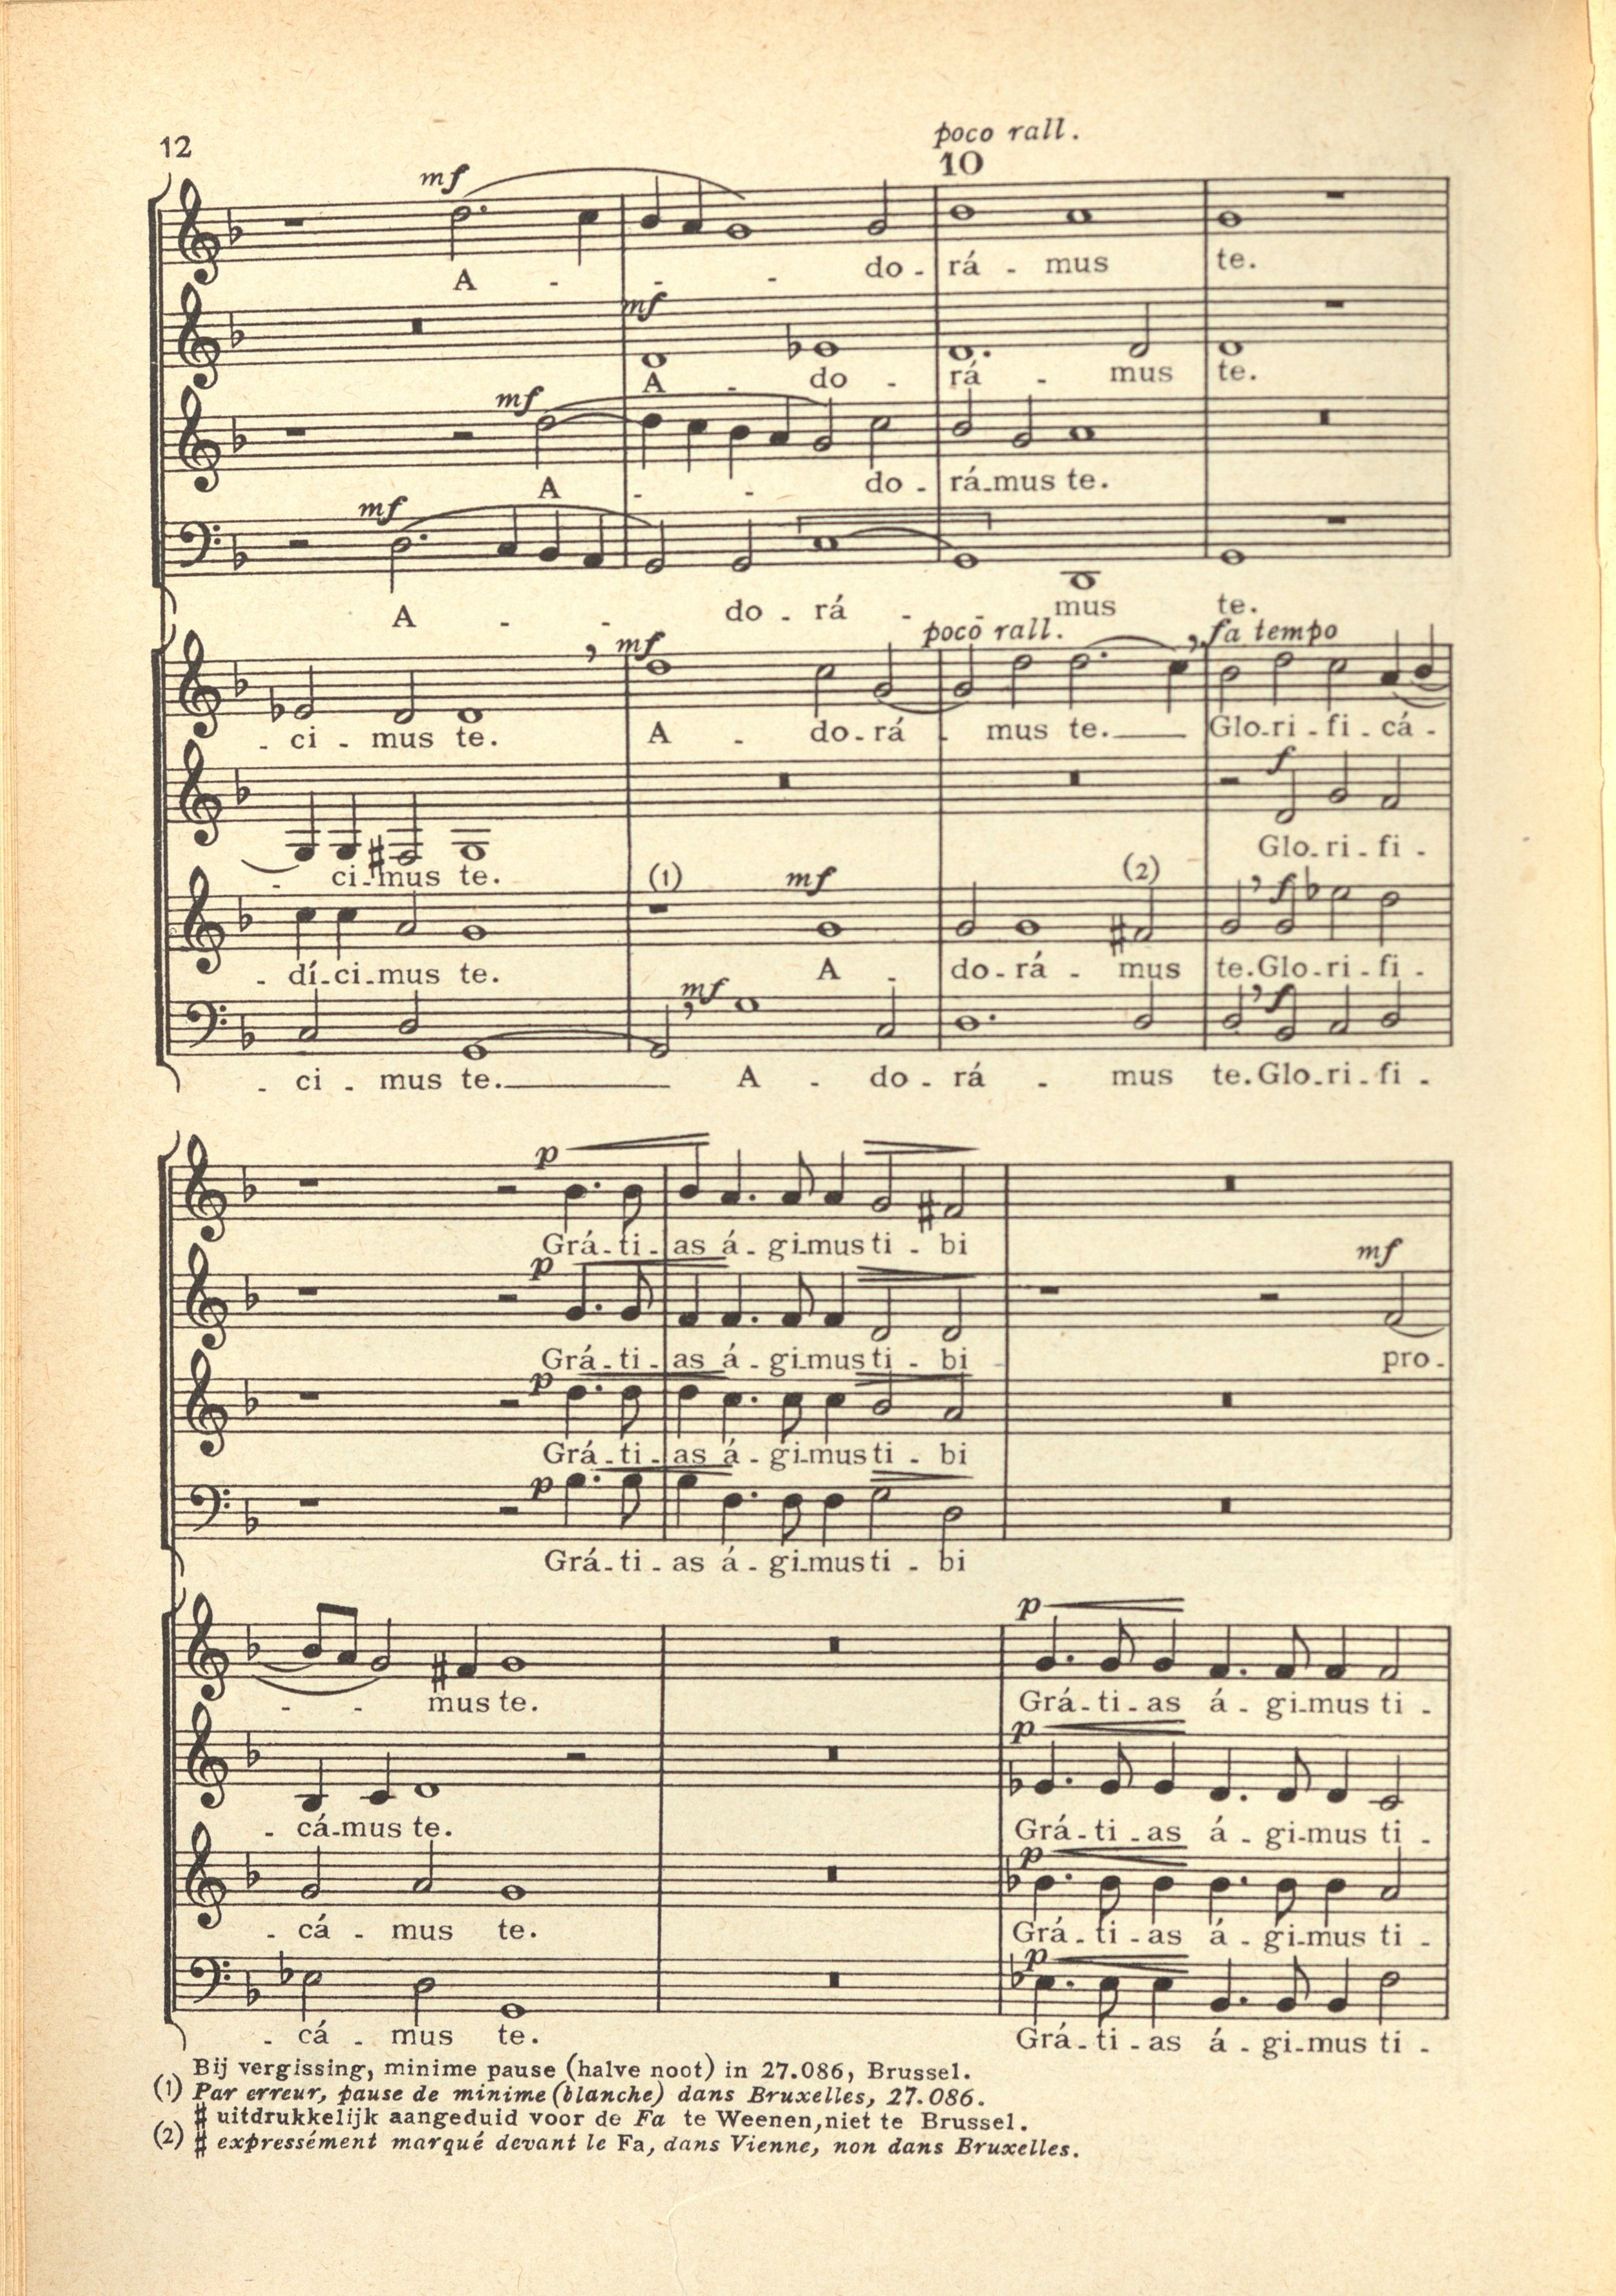 12
poco rall.
10
mf
A - - - do - rá - mus te.
mf
A - do - rá - mus te.
mf
A - - do - rá-mus te.
mf
A - - do - rá - - mus te.
mf poco rall. f a tempo
- ci - mus te. A - do-rá - mus te. Glo-ri-fi-cá-
f
- ci-mus te. Glo-ri-fi-
(1) mf (2) f
- dí-ci-mus te. A - do-rá - mus te. Glo-ri-fi-
mf f
- ci - mus te. A - do - rá - mus te. Glo-ri-fi-
p
Grá-ti-as á-gi-mus ti - bi
p mf
Grá-ti-as á-gi-mus ti - bi pro-
p
Grá-ti-as á-gi-mus ti - bi
p
Grá-ti-as á-gi-mus ti - bi
p
- - mus te. Grá-ti-as á-gi-mus ti-
p
- cá-mus te. Grá-ti-as á-gi-mus ti-
p
- cá - mus te. Grá-ti-as á-gi-mus ti-
p
- cá - mus te. Grá-ti-as á-gi-mus ti-
Bij vergissing, minime pause (halve noot) in 27.086, Brussel.
(1) Par erreur, pause de minime (blanche) dans Bruxelles, 27.086.
♯ uitdrukkelijk aangeduid voor de Fa te Weenen, niet te Brussel.
(2) ♯ expressément marqué devant le Fa, dans Vienne, non dans Bruxelles.